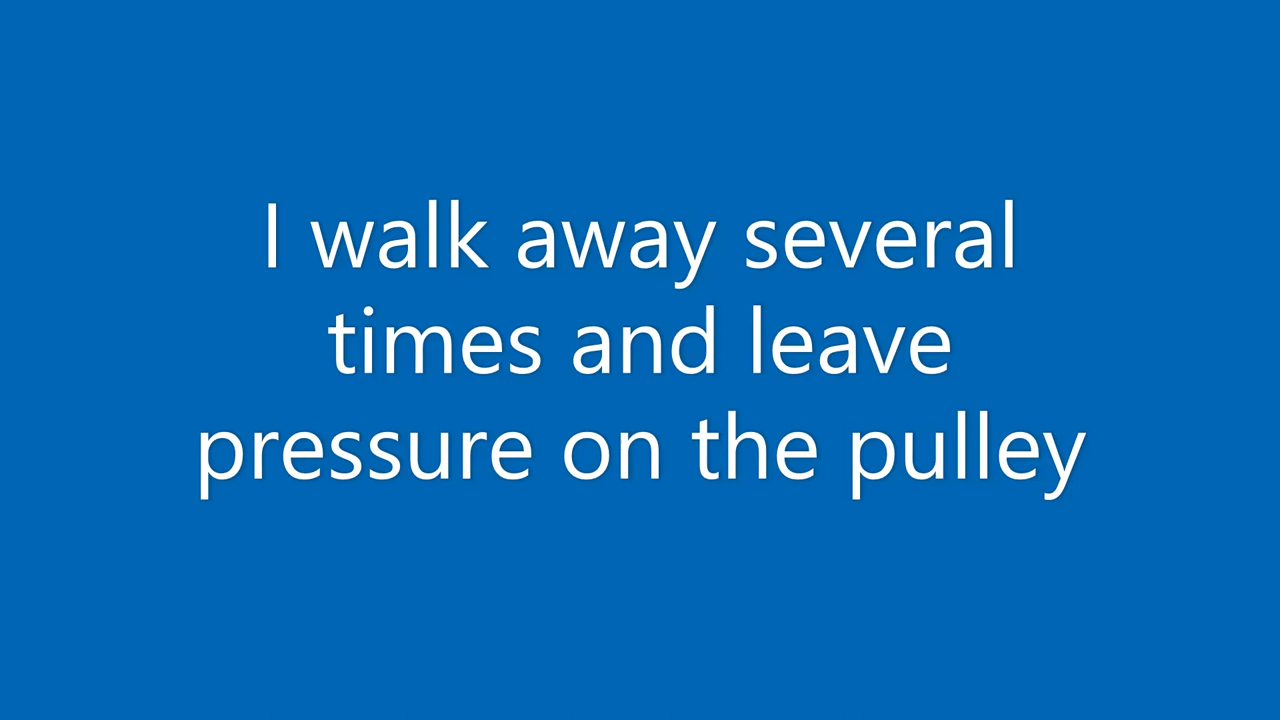 I walk away several
times and leave
pressure on the pulley